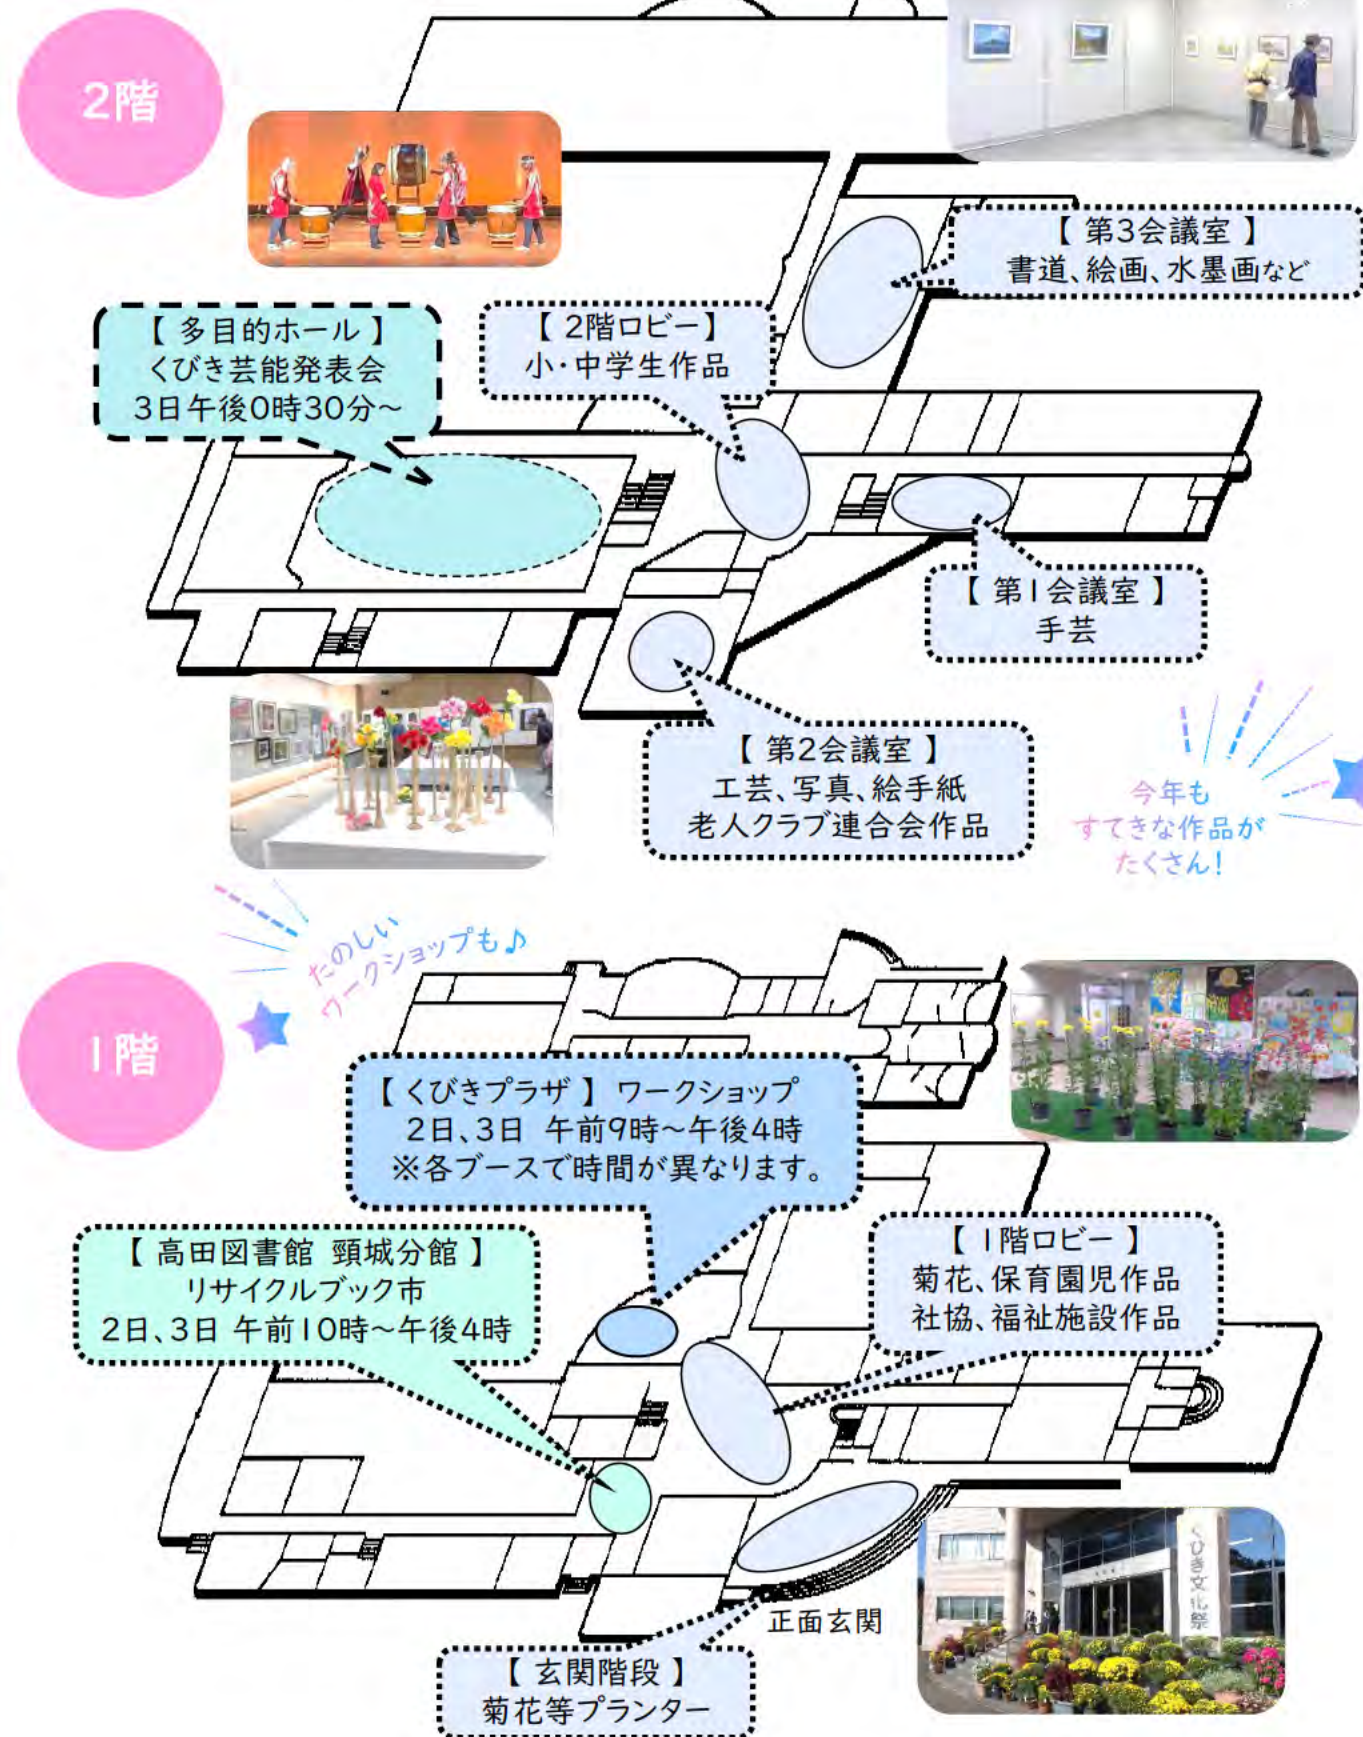 2階
【 第3会議室 】
書道、絵画、水墨画など
【 多目的ホール 】
くびき芸能発表会
3日午後0時30分～
【 2階ロビー】
小・中学生作品
【 第1会議室 】
手芸
【 第2会議室 】
工芸、写真、絵手紙
老人クラブ連合会作品
今年も
すてきな作品が
たくさん!
たのしい
ワークショップも♪
1階
【 くびきプラザ 】 ワークショップ
2日、3日 午前9時～午後4時
※各ブースで時間が異なります。
【 高田図書館 頸城分館 】
リサイクルブック市
2日、3日 午前10時～午後4時
【 1階ロビー 】
菊花、保育園児作品
社協、福祉施設作品
くびき文化祭
正面玄関
【 玄関階段 】
菊花等プランター